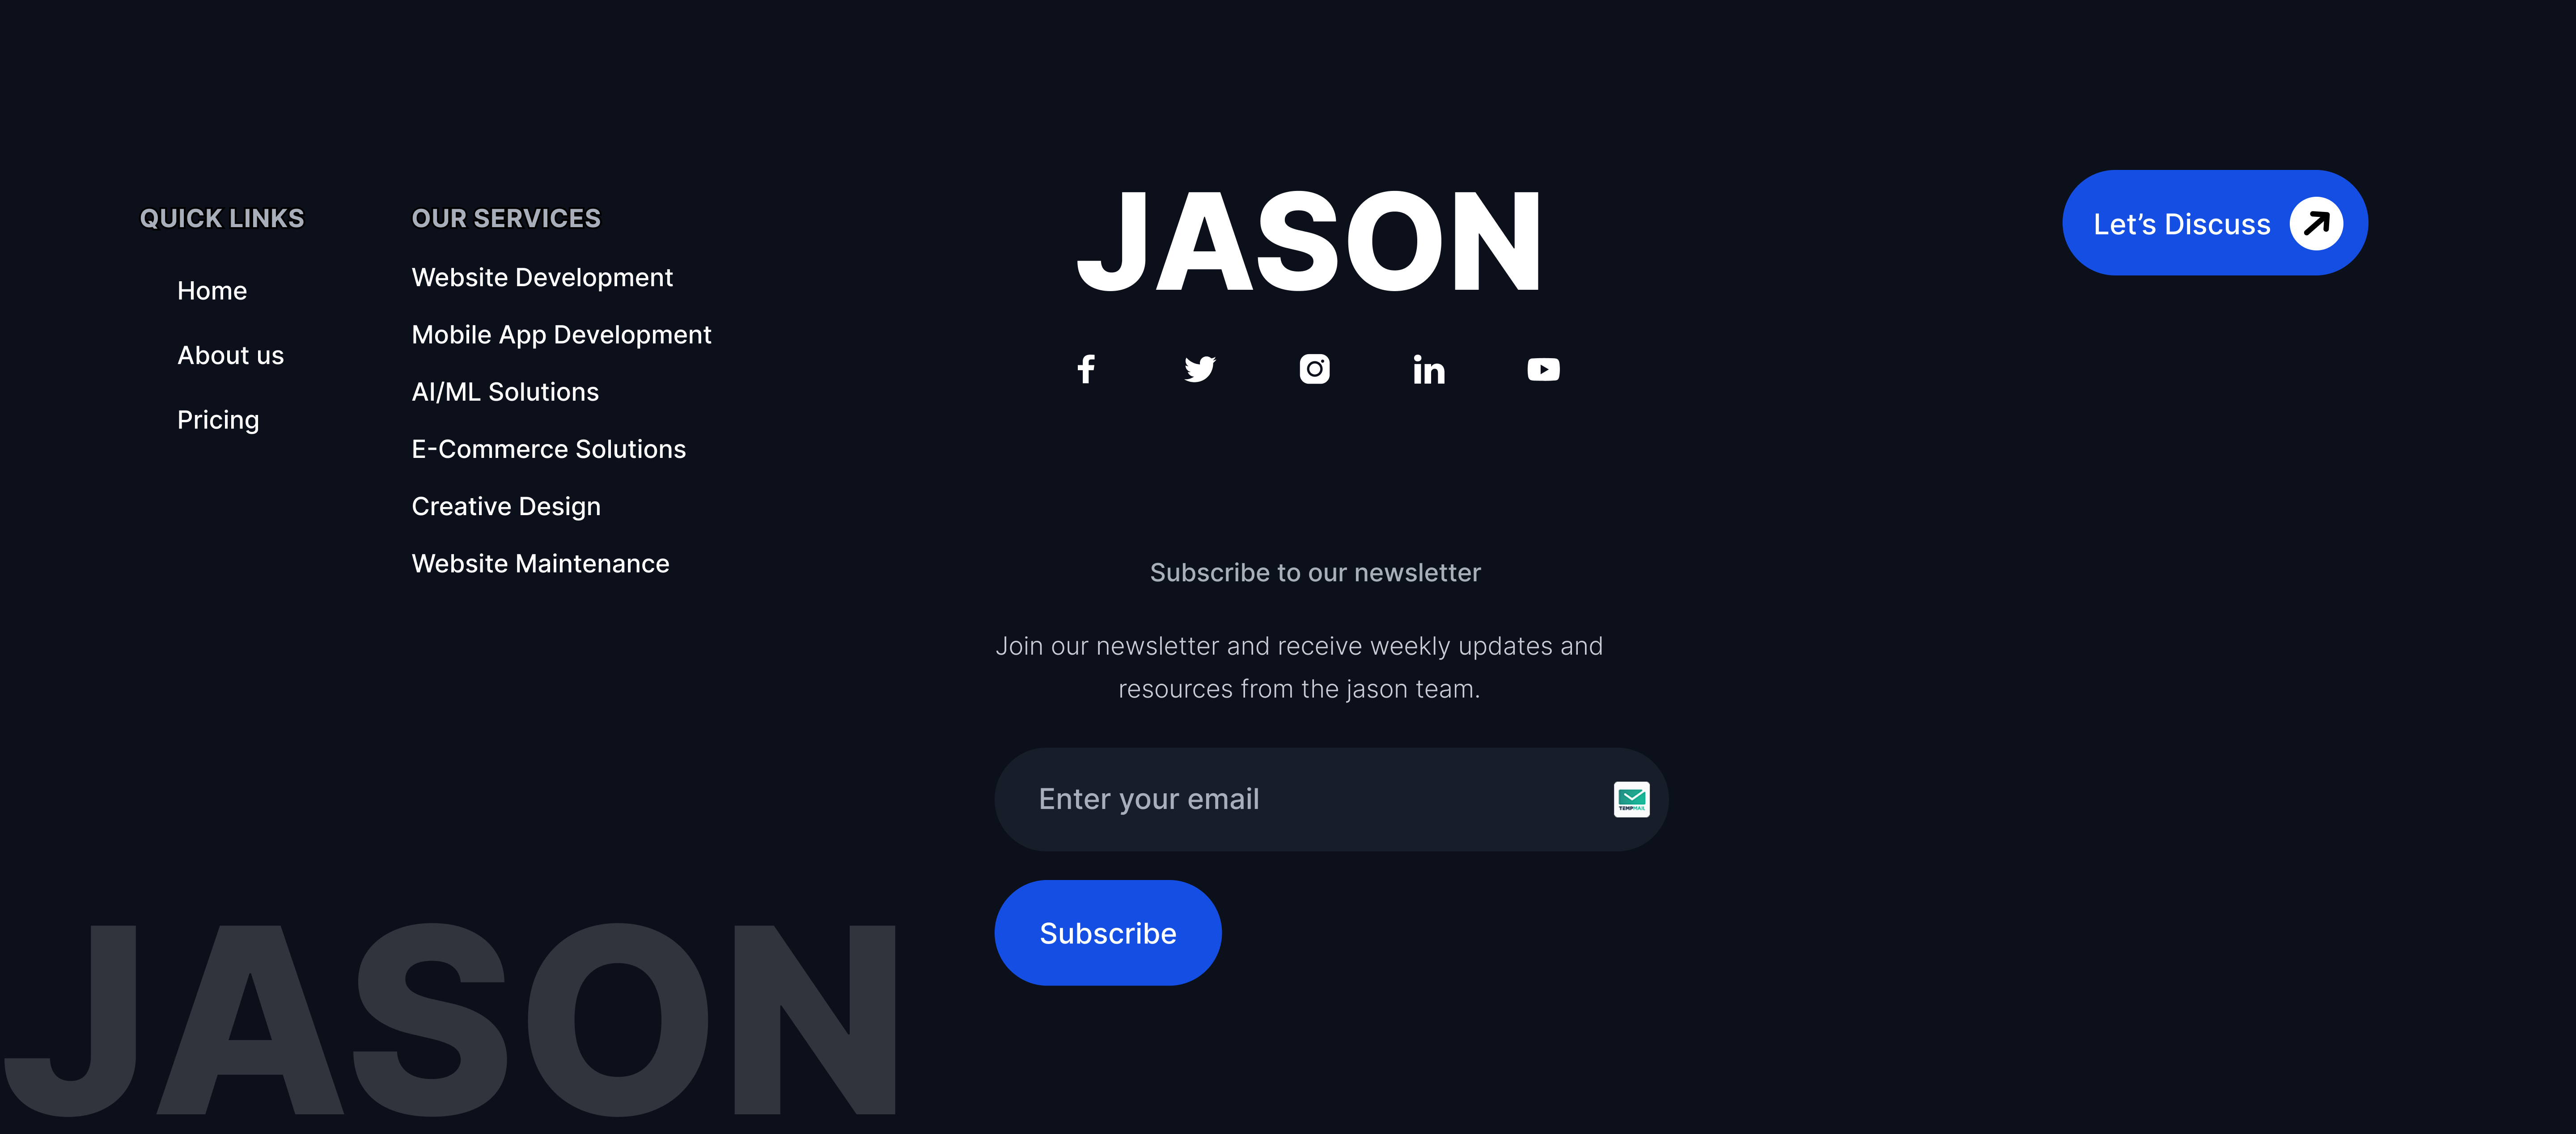 QUICK LINKS
Home
About us
Pricing
OUR SERVICES
Website Development
Mobile App Development
AI/ML Solutions
E-Commerce Solutions
Creative Design
Website Maintenance
JASON
Subscribe to our newsletter
Join our newsletter and receive weekly updates and
resources from the jason team.
Enter your email
TEMPMAIL
Subscribe
Let’s Discuss
JASON